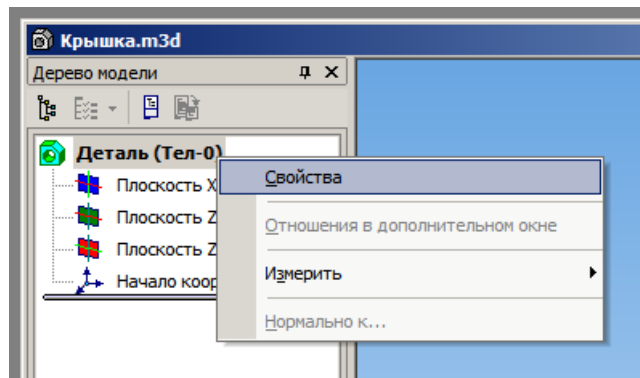 Крышка.m3d
Дерево модели
Деталь (Тел-0)
Плоскость X
Плоскость Z
Плоскость Z
Начало коор
Свойства
Отношения в дополнительном окне
Измерить
Нормально к...